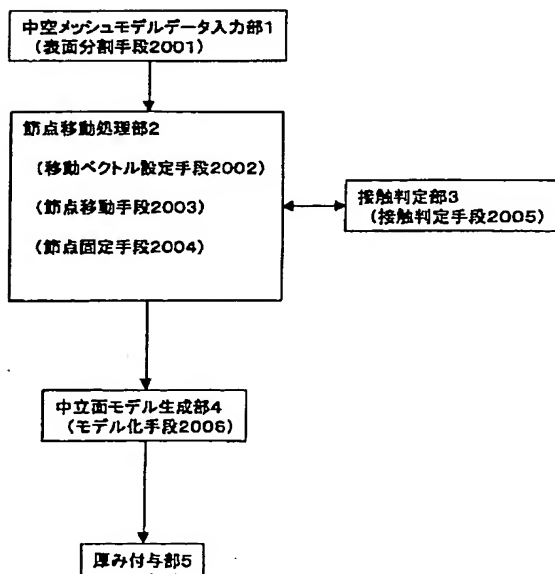 中空メッシュモデルデータ入力部1
(表面分割手段2001)
節点移動処理部2
(移動ベクトル設定手段2002)
(節点移動手段2003)
(節点固定手段2004)
接触判定部3
(接触判定手段2005)
中立面モデル生成部4
(モデル化手段2006)
厚み付与部5